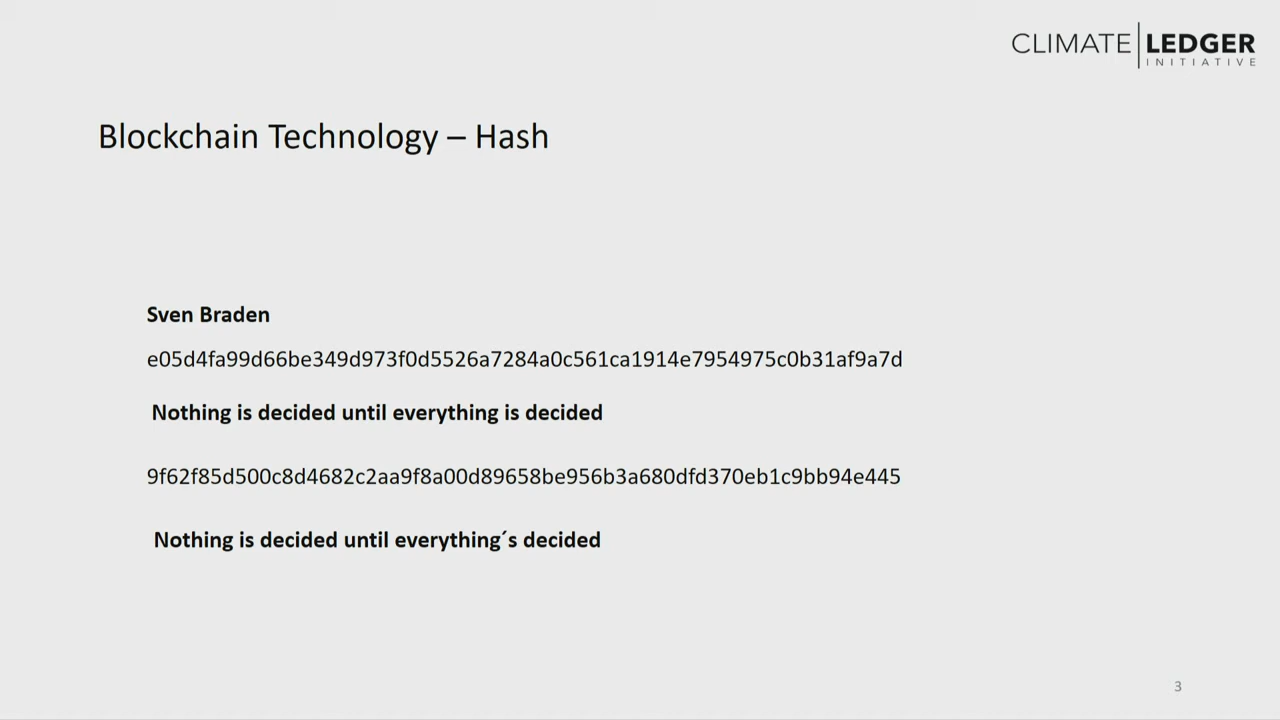 CLIMATE LEDGER
INITIATIVE
Blockchain Technology – Hash
Sven Braden
e05d4fa99d66be349d973f0d5526a7284a0c561ca1914e7954975c0b31af9a7d
Nothing is decided until everything is decided
9f62f85d500c8d4682c2aa9f8a00d89658be956b3a680dfd370eb1c9bb94e445
Nothing is decided until everything´s decided
3